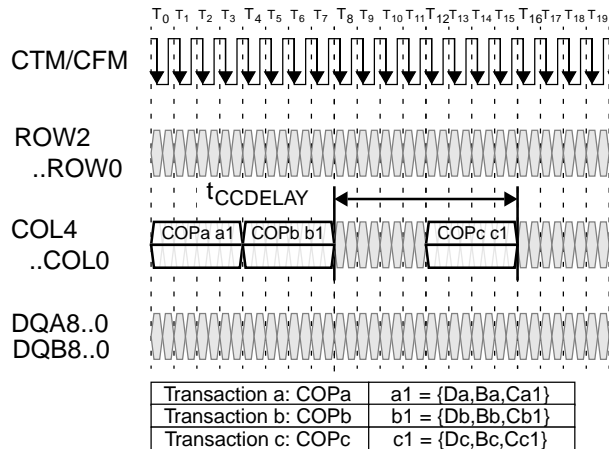 T0 T1 T2 T3 T4 T5 T6 T7 T8 T9 T10 T11 T12 T13 T14 T15 T16 T17 T18 T19
CTM/CFM
ROW2
..ROW0
tCCDELAY
COL4
..COL0
COPa a1 COPb b1 COPc c1
DQA8..0
DQB8..0
Transaction a: COPa a1 = {Da,Ba,Ca1}
Transaction b: COPb b1 = {Db,Bb,Cb1}
Transaction c: COPc c1 = {Dc,Bc,Cc1}